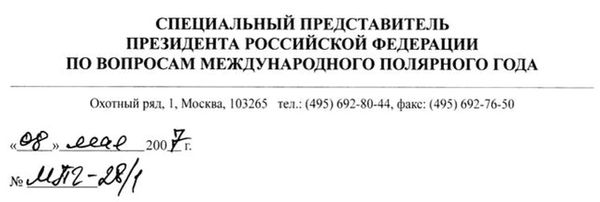 СПЕЦИАЛЬНЫЙ ПРЕДСТАВИТЕЛЬ
ПРЕЗИДЕНТА РОССИЙСКОЙ ФЕДЕРАЦИИ
ПО ВОПРОСАМ МЕЖДУНАРОДНОГО ПОЛЯРНОГО ГОДА
Охотный ряд, 1, Москва, 103265 тел.: (495) 692-80-44, факс: (495) 692-76-50
«08» мая 2007 г.
№ МПГ-28/1